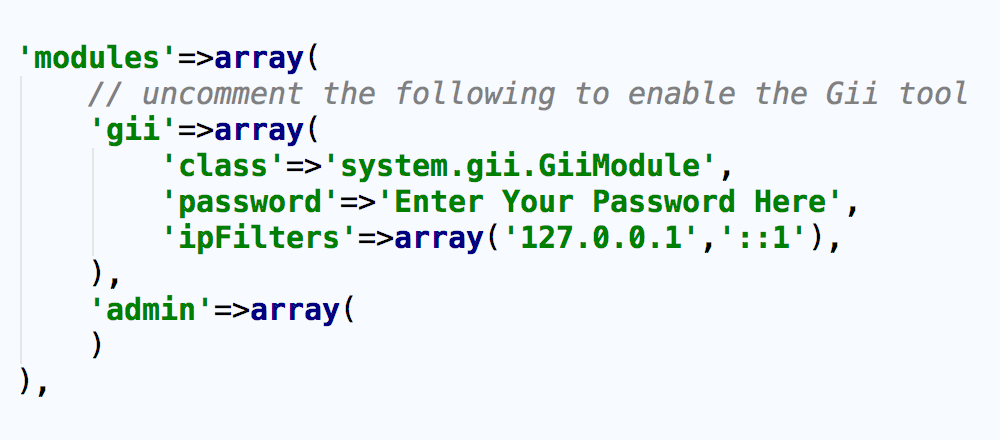 'modules'=>array(
// uncomment the following to enable the Gii tool
'gii'=>array(
'class'=>'system.gii.GiiModule',
'password'=>'Enter Your Password Here',
'ipFilters'=>array('127.0.0.1','::1'),
),
'admin'=>array(
)
),